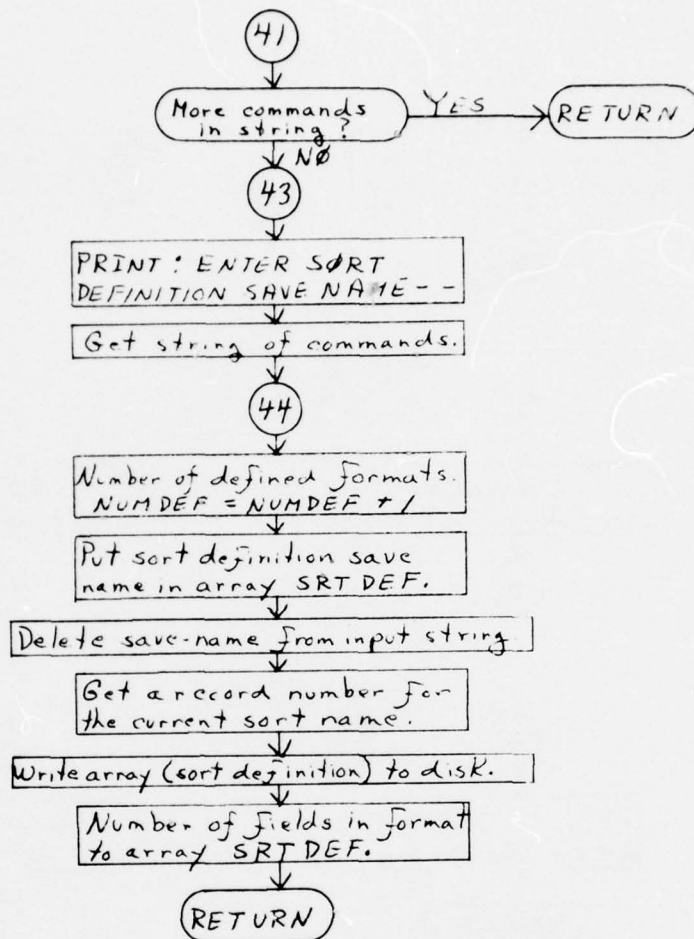 41
More commands
in string?
YES
RETURN
NØ
43
PRINT: ENTER SØRT
DEFINITION SAVE NAME--
Get string of commands.
44
Number of defined formats.
NUMDEF = NUMDEF + 1
Put sort definition save
name in array SRTDEF.
Delete save-name from input string
Get a record number for
the current sort name.
Write array (sort definition) to disk.
Number of fields in format
to array SRTDEF.
RETURN